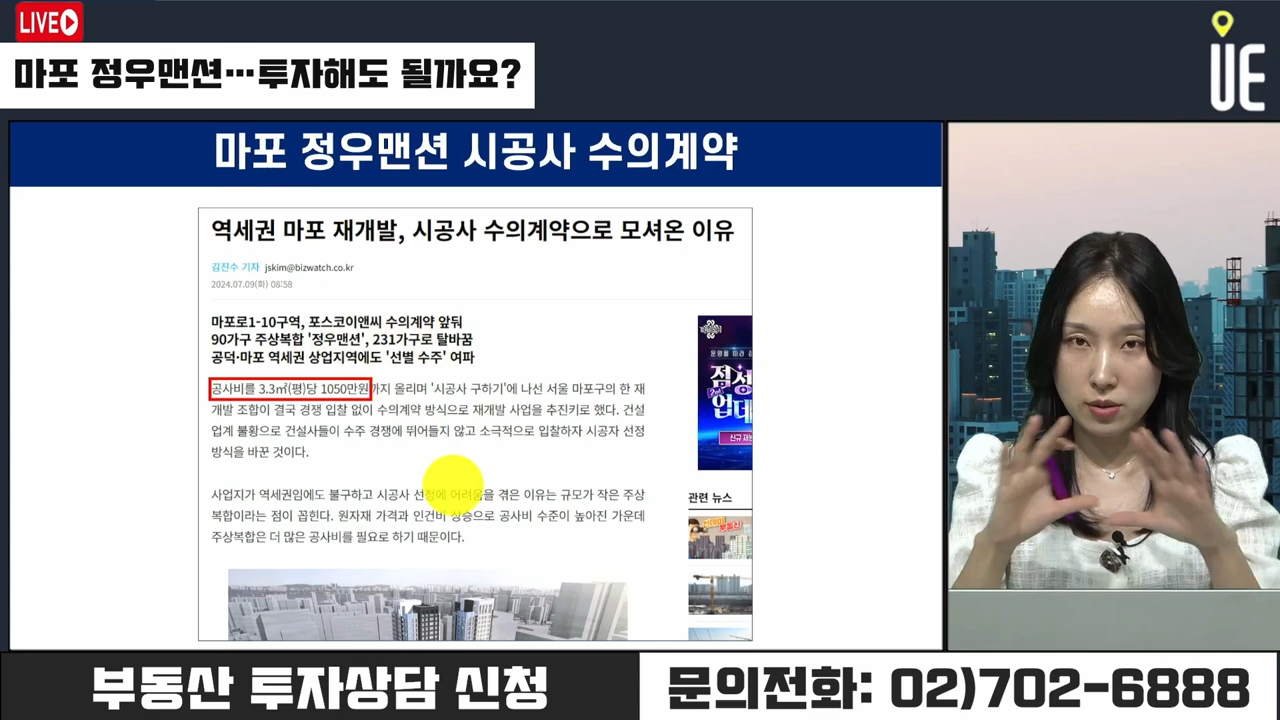 LIVE
마포 정우맨션…투자해도 될까요?
UE
마포 정우맨션 시공사 수의계약
역세권 마포 재개발, 시공사 수의계약으로 모셔온 이유
김진수 기자 jskim@bizwatch.co.kr
2024.07.09(화) 08:58
마포로1-10구역, 포스코이앤씨 수의계약 앞둬
90가구 주상복합 '정우맨션', 231가구로 탈바꿈
공덕·마포 역세권 상업지역에도 '선별 수주' 여파
공사비를 3.3㎡(평)당 1050만원까지 올리며 '시공사 구하기'에 나선 서울 마포구의 한 재
개발 조합이 결국 경쟁 입찰 없이 수의계약 방식으로 재개발 사업을 추진키로 했다. 건설
업계 불황으로 건설사들이 수주 경쟁에 뛰어들지 않고 소극적으로 입찰하자 시공자 선정
방식을 바꾼 것이다.
사업지가 역세권임에도 불구하고 시공사 선정에 어려움을 겪은 이유는 규모가 작은 주상
복합이라는 점이 꼽힌다. 원자재 가격과 인건비 상승으로 공사비 수준이 높아진 가운데
주상복합은 더 많은 공사비를 필요로 하기 때문이다.
관련 뉴스
부동산 투자상담 신청
문의전화: 02)702-6888